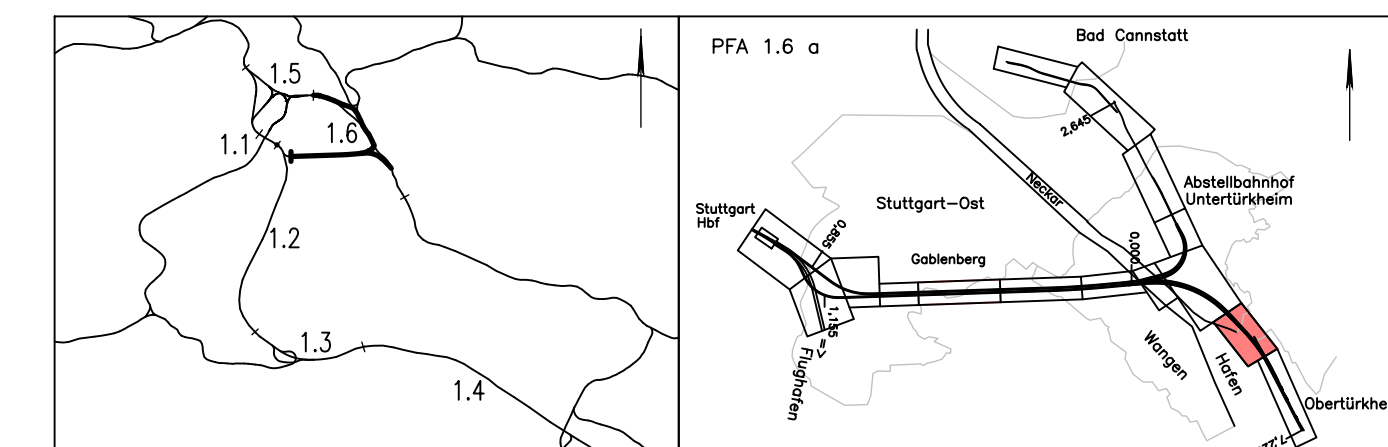 1.5
1.1
1.6
1.2
1.3
1.4
PFA 1.6 a
Bad Cannstatt
2,645
Neckar
Abstellbahnhof
Untertürkheim
Stuttgart
Hbf
Stuttgart-Ost
0,855
Gablenberg
0,000
1,155 =>
Flughafen
Wangen
Hafen
Obertürkhe